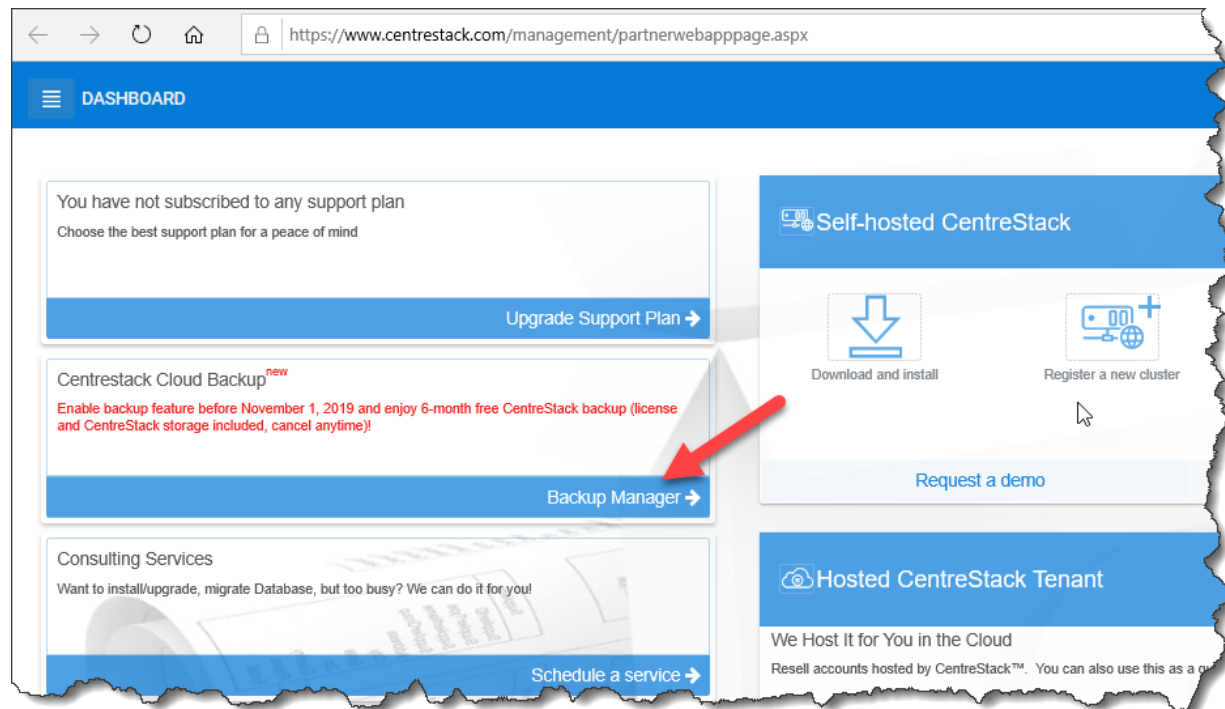 https://www.centrestack.com/management/partnerwebapppage.aspx
DASHBOARD
You have not subscribed to any support plan
Choose the best support plan for a peace of mind
Upgrade Support Plan
Centrestack Cloud Backup new
Enable backup feature before November 1, 2019 and enjoy 6-month free CentreStack backup (license
and CentreStack storage included, cancel anytime)!
Backup Manager
Consulting Services
Want to install/upgrade, migrate Database, but too busy? We can do it for you!
Schedule a service
Self-hosted CentreStack
Download and install
Register a new cluster
Request a demo
Hosted CentreStack Tenant
We Host It for You in the Cloud
Resell accounts hosted by CentreStack™. You can also use this as a